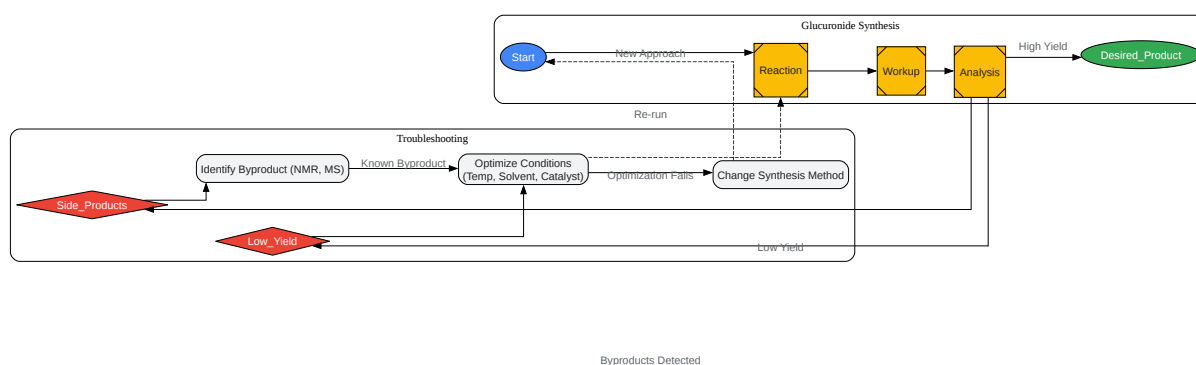 Glucuronide Synthesis
Start
New Approach
Reaction
Workup
Analysis
High Yield
Desired_Product
Re-run
Troubleshooting
Identify Byproduct (NMR, MS)
Known Byproduct
Optimize Conditions
(Temp, Solvent, Catalyst)
Optimization Fails
Change Synthesis Method
Side_Products
Low_Yield
Low Yield
Byproducts Detected